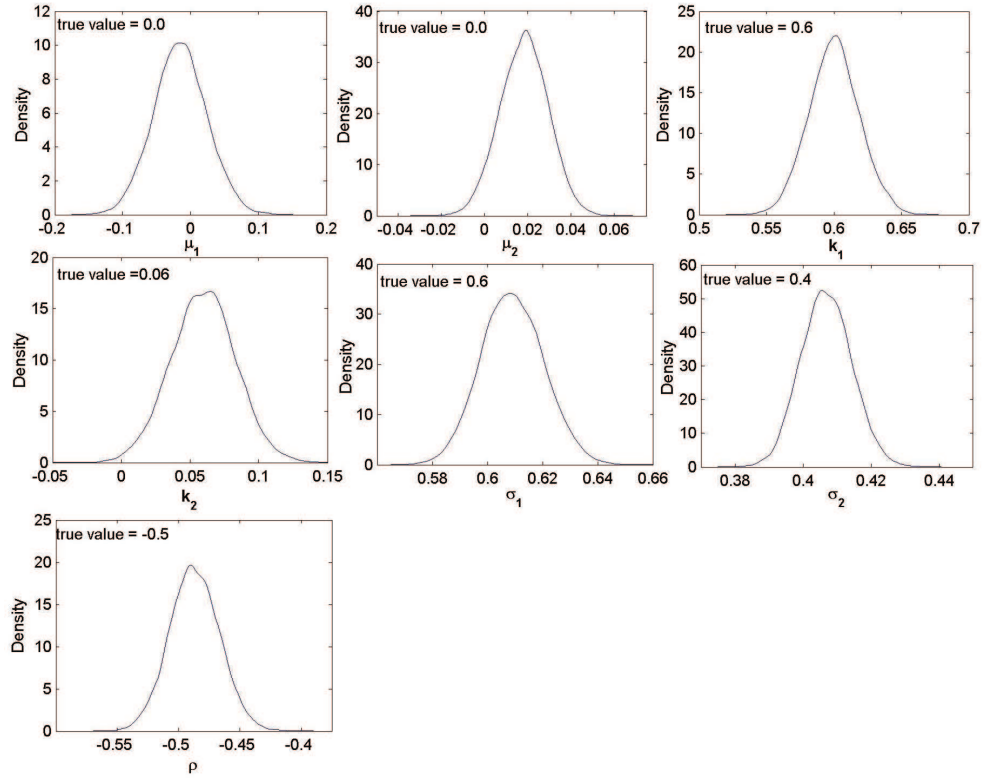 true value = 0.0
Density
12
10
8
6
4
2
0
-0.2 -0.1 0 0.1 0.2
μ1
true value = 0.0
Density
40
30
20
10
0
-0.04 -0.02 0 0.02 0.04 0.06
μ2
true value = 0.6
Density
25
20
15
10
5
0
0.5 0.55 0.6 0.65 0.7
k1
true value =0.06
Density
20
15
10
5
0
-0.05 0 0.05 0.1 0.15
k2
true value = 0.6
Density
40
30
20
10
0
0.58 0.6 0.62 0.64 0.66
σ1
true value = 0.4
Density
60
50
40
30
20
10
0
0.38 0.4 0.42 0.44
σ2
true value = -0.5
Density
25
20
15
10
5
0
-0.55 -0.5 -0.45 -0.4
ρ